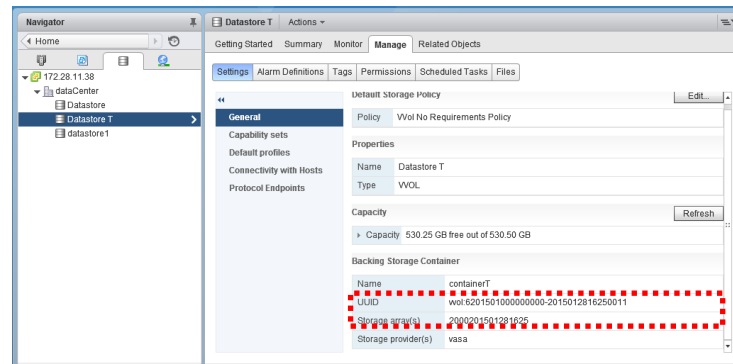 Navigator
Home
172.28.11.38
dataCenter
Datastore
Datastore T
datastore1
Datastore T Actions
Getting Started Summary Monitor Manage Related Objects
Settings Alarm Definitions Tags Permissions Scheduled Tasks Files
General
Capability sets
Default profiles
Connectivity with Hosts
Protocol Endpoints
Default Storage Policy Edit...
Policy VVol No Requirements Policy
Properties
Name Datastore T
Type VVOL
Capacity Refresh
Capacity 530.25 GB free out of 530.50 GB
Backing Storage Container
Name containerT
UUID vvol:6201501000000000-2015012816250011
Storage array(s) 2000201501281625
Storage provider(s) vasa